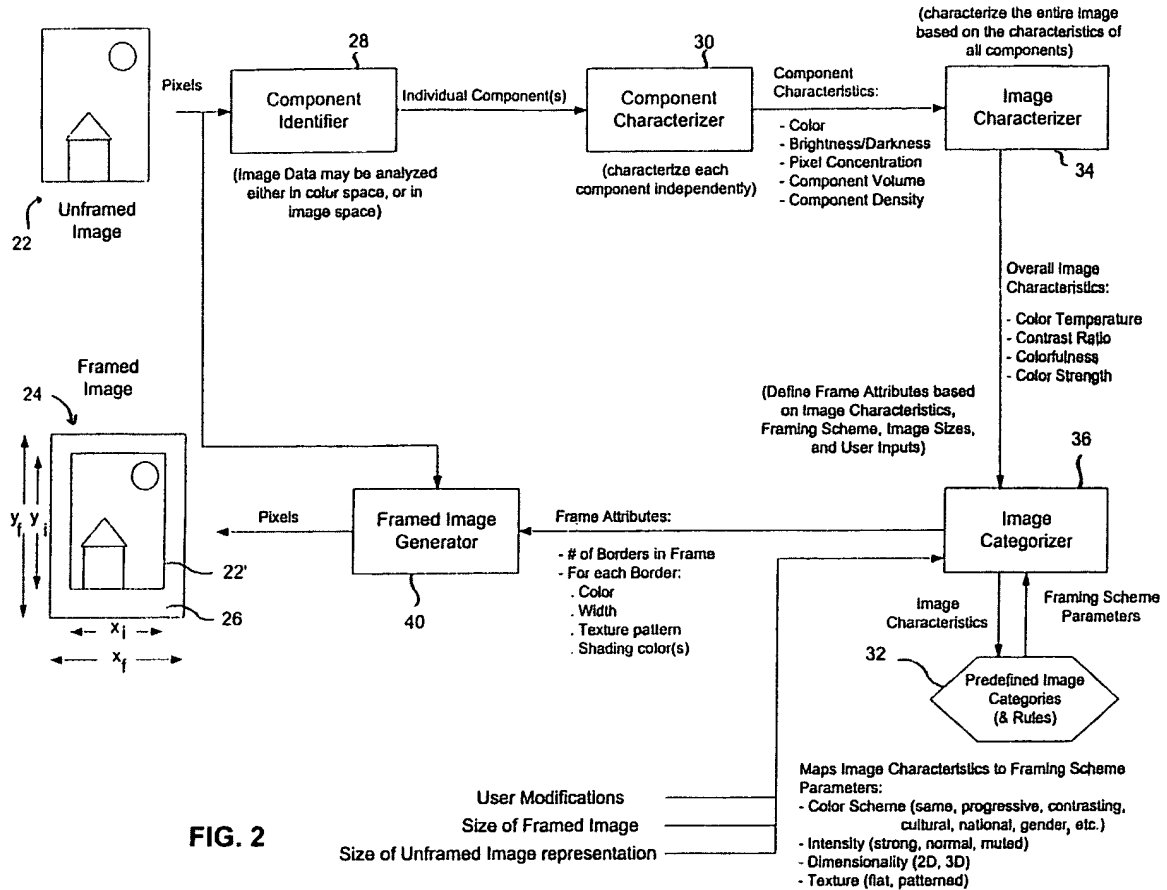 (characterize the entire image
based on the characteristics of
all components)
28
30
Pixels
Component
Identifier
Individual Component(s)
Component
Characterizer
Component
Characteristics:
- Color
- Brightness/Darkness
- Pixel Concentration
- Component Volume
- Component Density
Image
Characterizer
34
(Image Data may be analyzed
either in color space, or in
image space)
(characterize each
component independently)
22
Unframed
Image
Overall Image
Characteristics:
- Color Temperature
- Contrast Ratio
- Colorfulness
- Color Strength
Framed
Image
24
(Define Frame Attributes based
on Image Characteristics,
Framing Scheme, Image Sizes,
and User Inputs)
36
yf
yi
22'
26
xi
xf
Pixels
Framed Image
Generator
40
Frame Attributes:
- # of Borders in Frame
- For each Border:
. Color
. Width
. Texture pattern
. Shading color(s)
Image
Categorizer
Image
Characteristics
Framing Scheme
Parameters
32
Predefined Image
Categories
(& Rules)
User Modifications
Size of Framed Image
Size of Unframed Image representation
Maps Image Characteristics to Framing Scheme
Parameters:
- Color Scheme (same, progressive, contrasting,
cultural, national, gender, etc.)
- Intensity (strong, normal, muted)
- Dimensionality (2D, 3D)
- Texture (flat, patterned)
FIG. 2